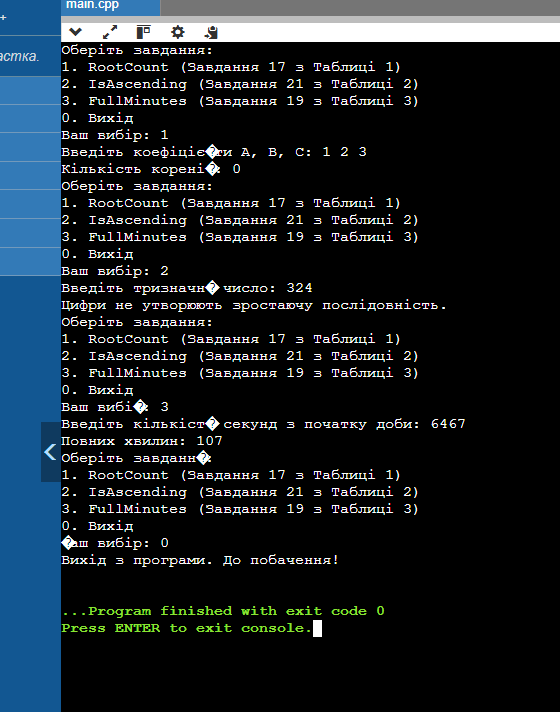 main.cpp
+
астка.
Оберіть завдання:
1. RootCount (Завдання 17 з Таблиці 1)
2. IsAscending (Завдання 21 з Таблиці 2)
3. FullMinutes (Завдання 19 з Таблиці 3)
0. Вихід
Ваш вибір: 1
Введіть коефіціє�ти A, B, C: 1 2 3
Кількість корені�: 0
Оберіть завдання:
1. RootCount (Завдання 17 з Таблиці 1)
2. IsAscending (Завдання 21 з Таблиці 2)
3. FullMinutes (Завдання 19 з Таблиці 3)
0. Вихід
Ваш вибір: 2
Введіть тризначн� число: 324
Цифри не утворюють зростаючу послідовність.
Оберіть завдання:
1. RootCount (Завдання 17 з Таблиці 1)
2. IsAscending (Завдання 21 з Таблиці 2)
3. FullMinutes (Завдання 19 з Таблиці 3)
0. Вихід
Ваш вибі�: 3
Введіть кількіст� секунд з початку доби: 6467
Повних хвилин: 107
Оберіть завданн�:
1. RootCount (Завдання 17 з Таблиці 1)
2. IsAscending (Завдання 21 з Таблиці 2)
3. FullMinutes (Завдання 19 з Таблиці 3)
0. Вихід
�аш вибір: 0
Вихід з програми. До побачення!
...Program finished with exit code 0
Press ENTER to exit console.